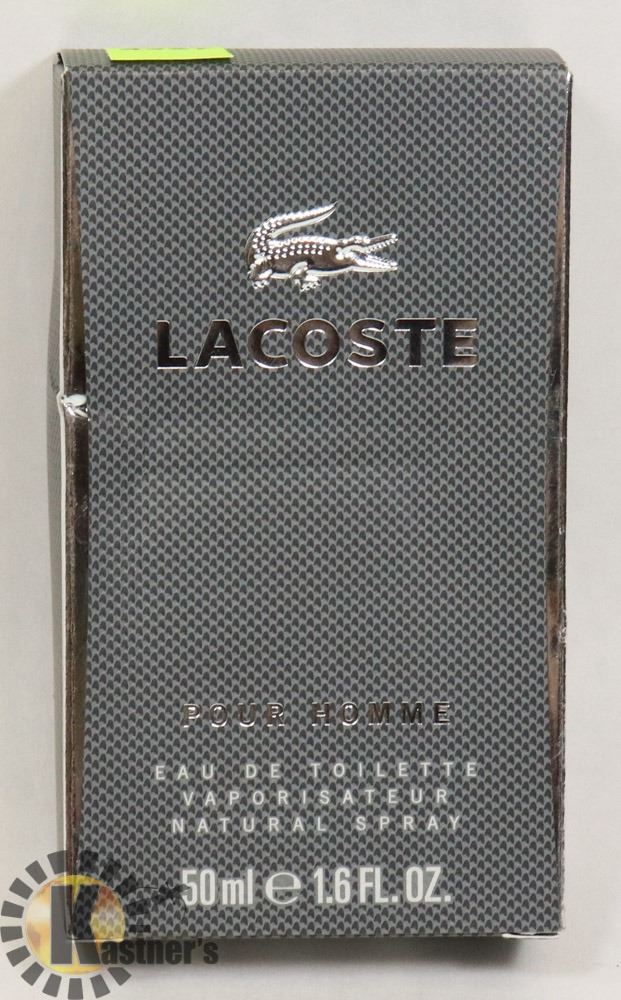 LACOSTE
POUR HOMME
EAU DE TOILETTE
VAPORISATEUR
NATURAL SPRAY
50ml e 1.6 FL. OZ.
Kastner's